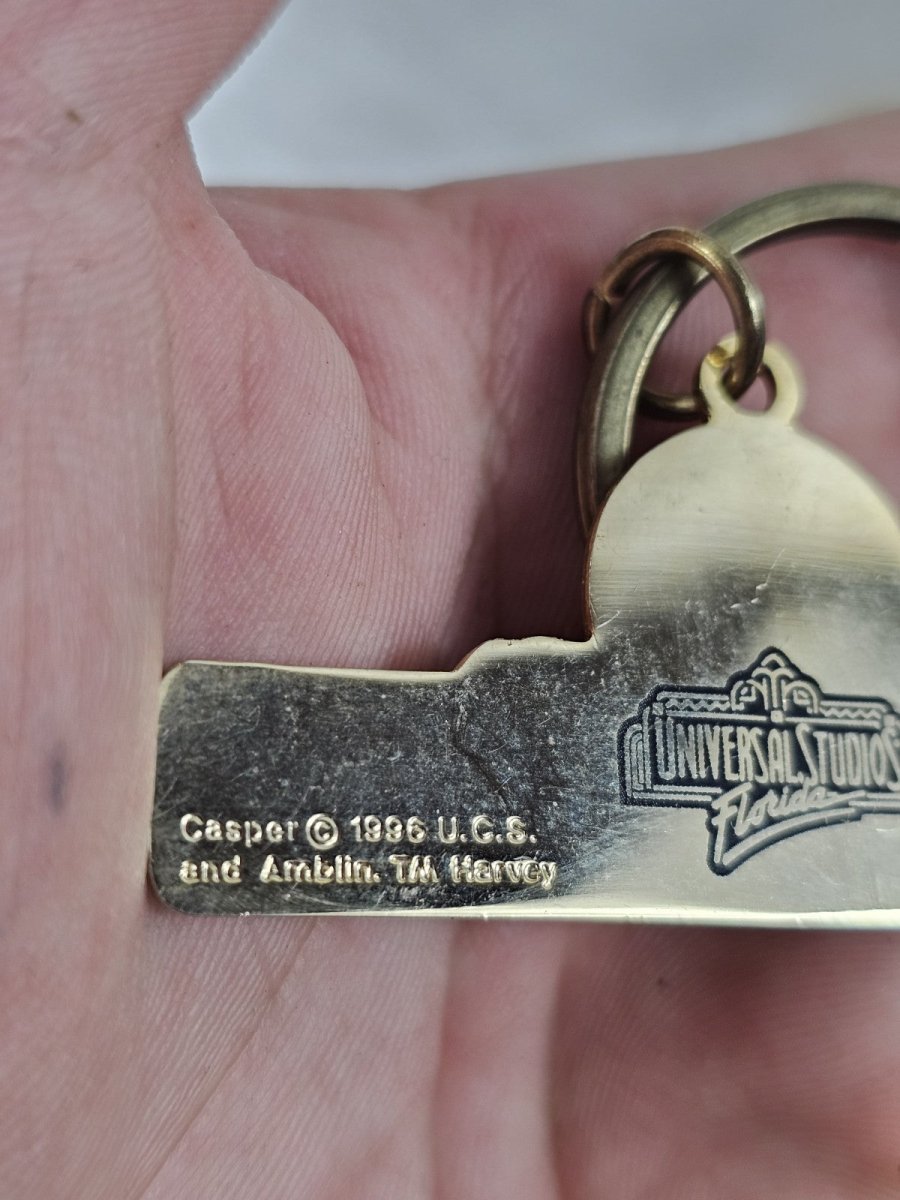 UNIVERSAL STUDIOS
Florida
Casper © 1996 U.C.S.
and Amblin. TM Harvey